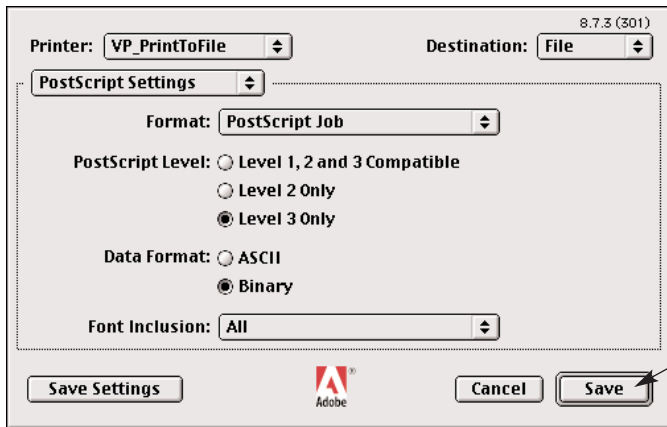 8.7.3 (301)
Printer: VP_PrintToFile Destination: File
PostScript Settings
Format: PostScript Job
PostScript Level: Level 1, 2 and 3 Compatible
Level 2 Only
Level 3 Only
Data Format: ASCII
Binary
Font Inclusion: All
Save Settings Adobe® Cancel Save